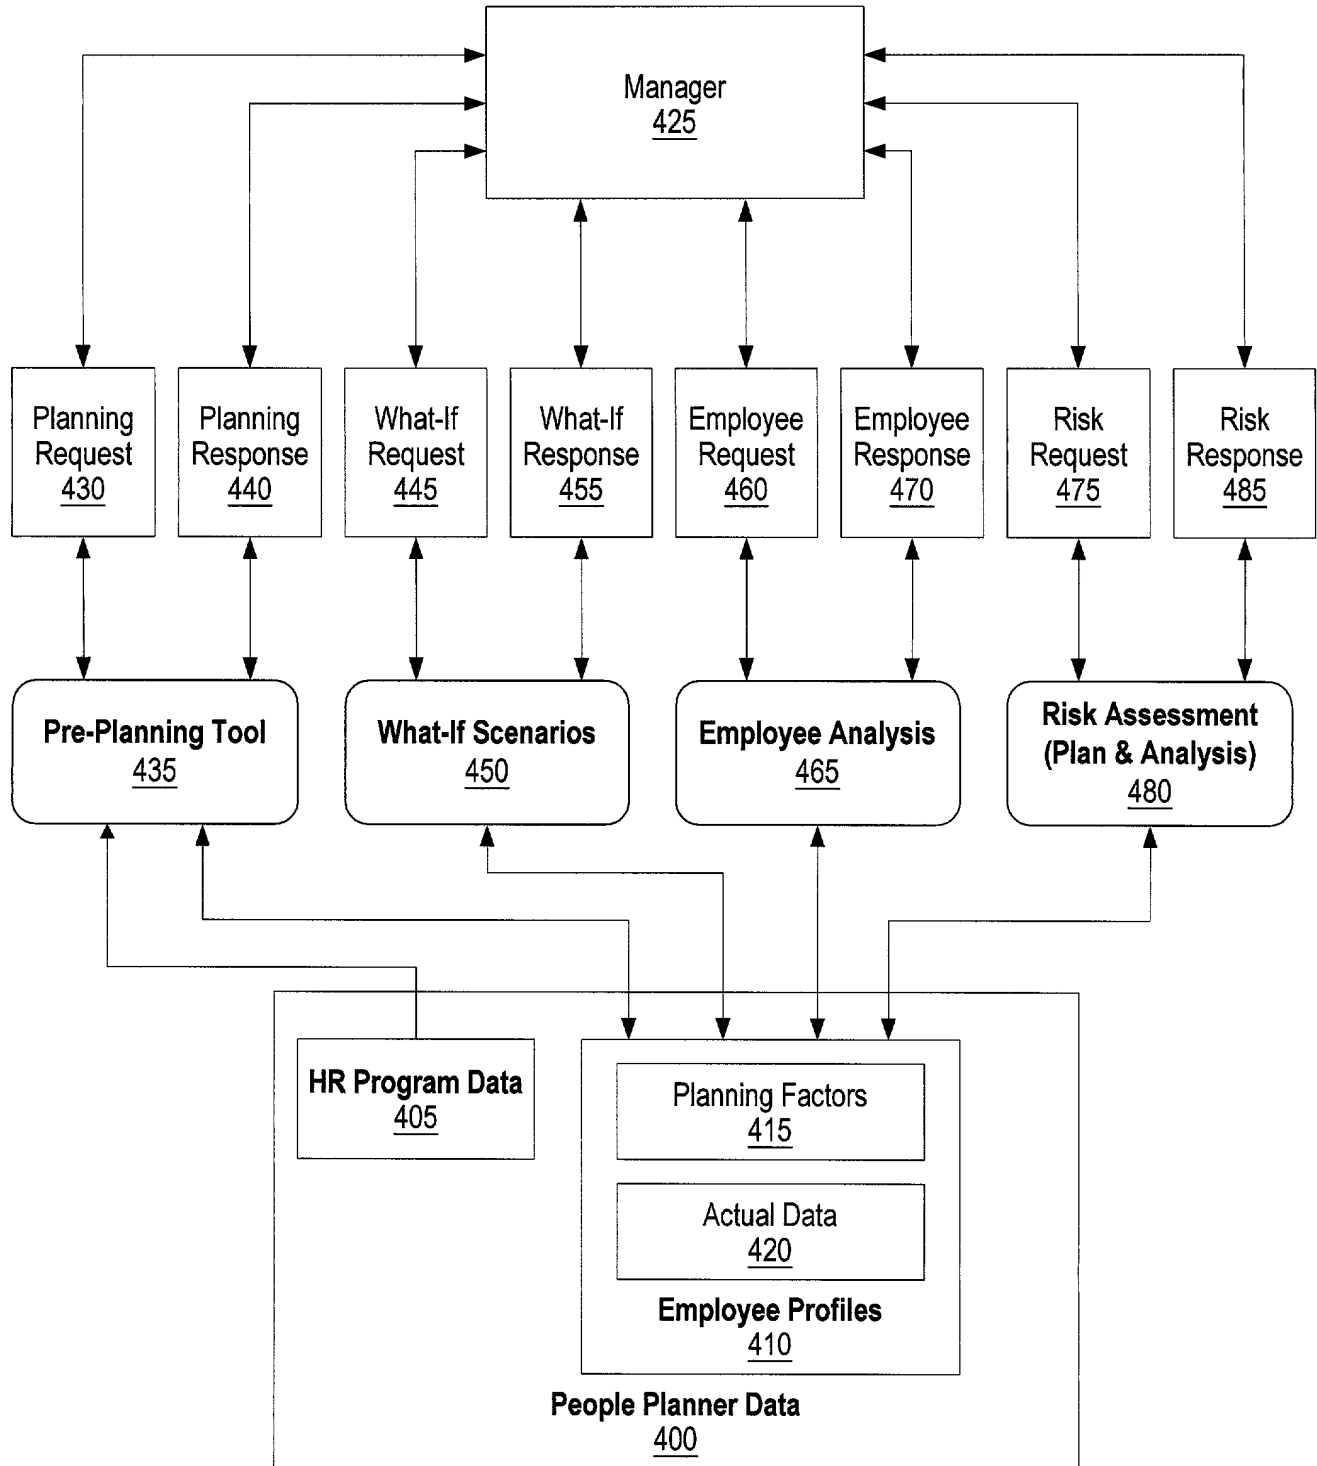 Manager
425
Planning
Request
430
Planning
Response
440
What-If
Request
445
What-If
Response
455
Employee
Request
460
Employee
Response
470
Risk
Request
475
Risk
Response
485
Pre-Planning Tool
435
What-If Scenarios
450
Employee Analysis
465
Risk Assessment
(Plan & Analysis)
480
HR Program Data
405
Planning Factors
415
Actual Data
420
Employee Profiles
410
People Planner Data
400